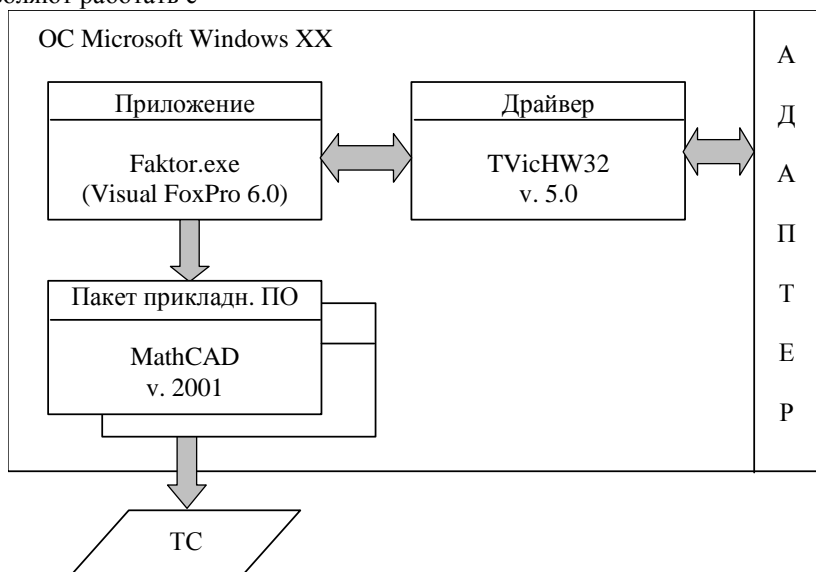 работать с
ОС Microsoft Windows XX
Приложение
Faktor.exe
(Visual FoxPro 6.0)
Драйвер
TVicHW32
v. 5.0
Пакет прикладн. ПО
MathCAD
v. 2001
ТС
А
Д
А
П
Т
Е
Р